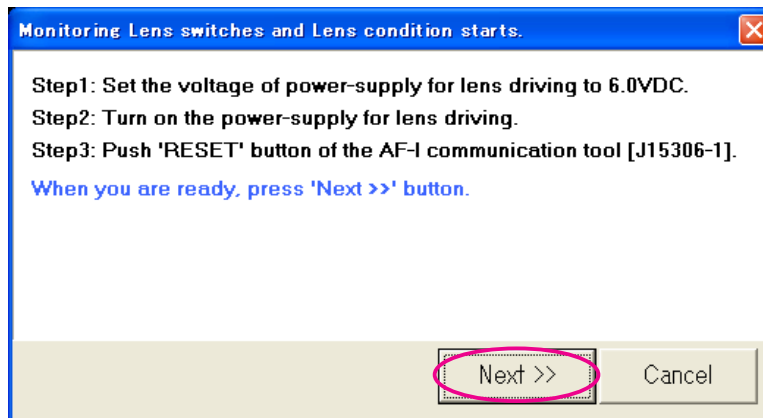 Monitoring Lens switches and Lens condition starts.
Step1: Set the voltage of power-supply for lens driving to 6.0VDC.
Step2: Turn on the power-supply for lens driving.
Step3: Push 'RESET' button of the AF-I communication tool [J15306-1].
When you are ready, press 'Next >>' button.
Next >>
Cancel